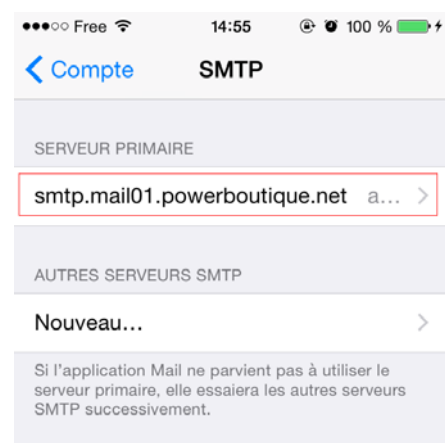 Free 14:55 100 %
Compte SMTP
SERVEUR PRIMAIRE
smtp.mail01.powerboutique.net a...
AUTRES SERVEURS SMTP
Nouveau...
Si l'application Mail ne parvient pas à utiliser le
serveur primaire, elle essaiera les autres serveurs
SMTP successivement.